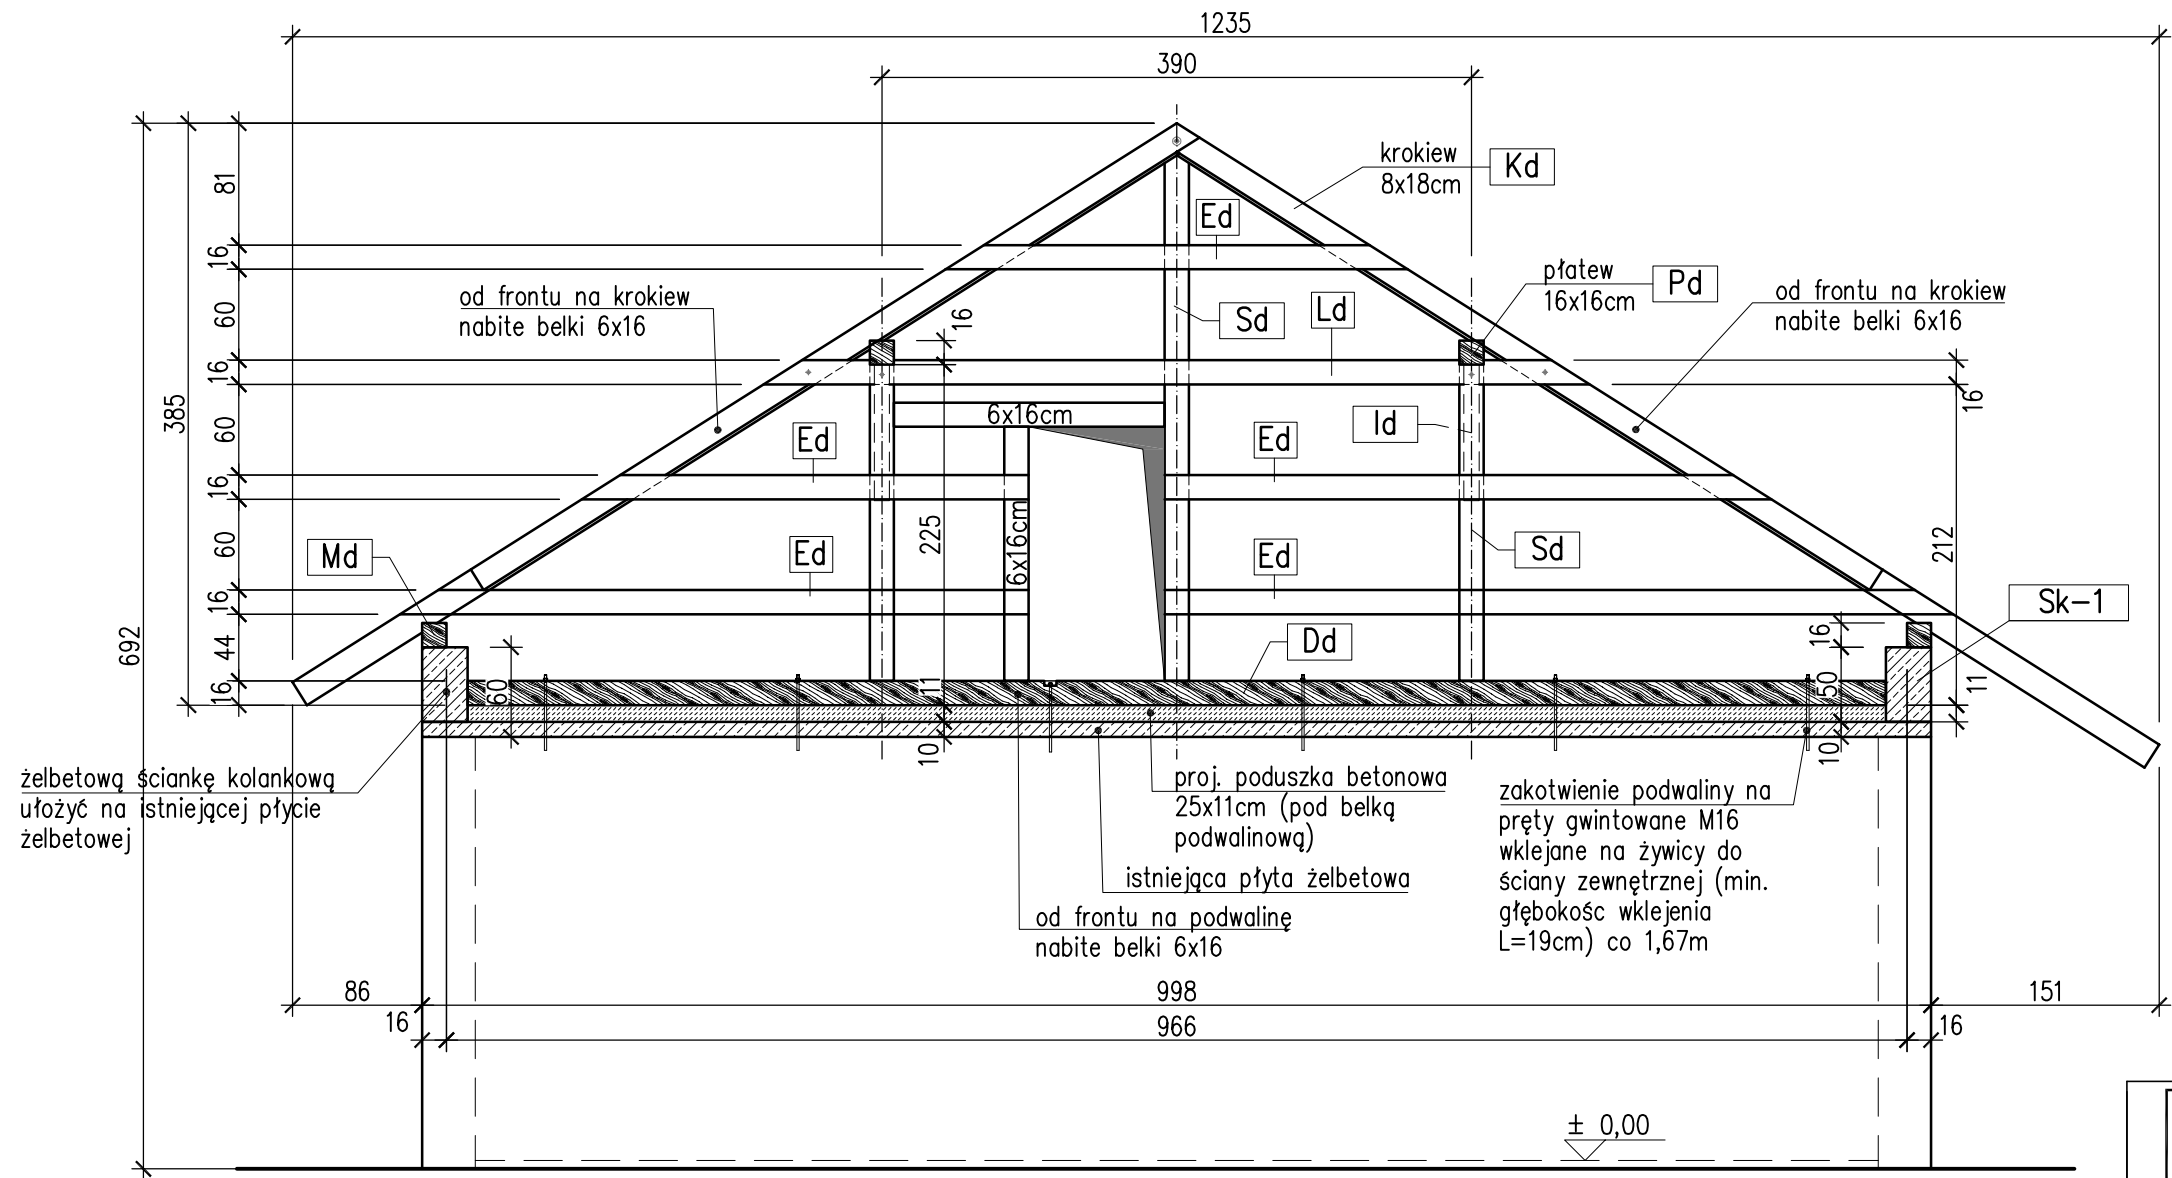 1235
390
krokiew
8x18cm
Kd
Ed
81
16
60
16
60
16
60
16
44
16
385
692
od frontu na krokiew
nabite belki 6x16
16
Sd
Ld
płatew
16x16cm
Pd
od frontu na krokiew
nabite belki 6x16
6x16cm
Id
Ed
Ed
16
225
6x16cm
212
Md
Ed
Ed
Sd
Sk-1
Dd
60
11
10
16
50
11
10
żelbetową ściankę kolankową
ułożyć na istniejącej płycie
żelbetowej
proj. poduszka betonowa
25x11cm (pod belką
podwalinową)
istniejąca płyta żelbetowa
od frontu na podwalinę
nabite belki 6x16
zakotwienie podwaliny na
pręty gwintowane M16
wklejane na żywicy do
ściany zewnętrznej (min.
głębokośc wklejenia
L=19cm) co 1,67m
86
998
151
16
966
16
± 0,00